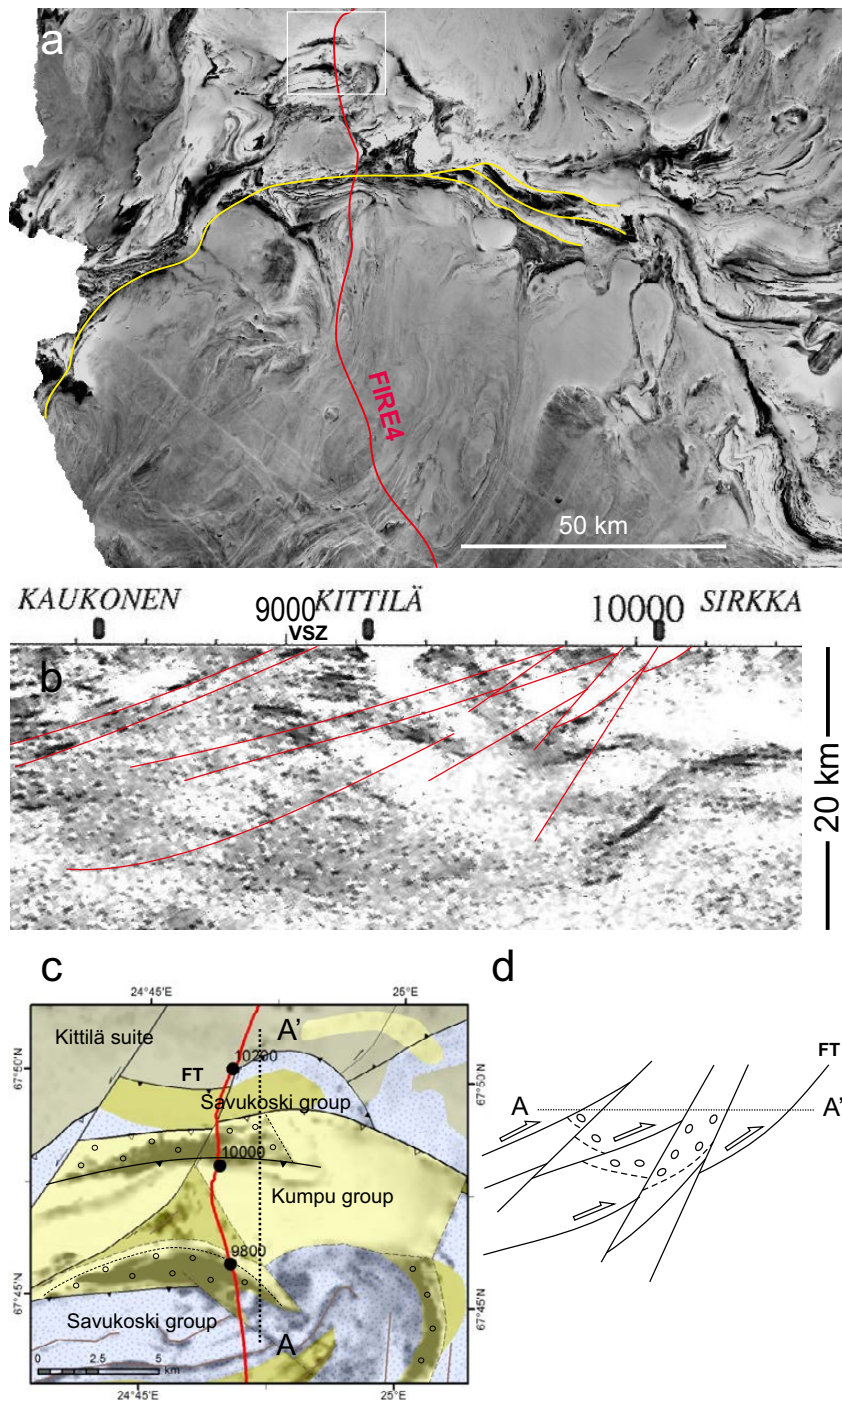 a
FIRE4
50 km
KAUKONEN 9000 KITTILÄ 10000 SIRKKA
VSZ
b
20 km
c
d
24°45'E 25°E
A'
Kittilä suite
10200
67°50'N
67°50'N
FT
FT
Savukoski group
A
A'
10000
Kumpu group
9800
67°45'N
67°45'N
Savukoski group
A
0 2.5 5
km
24°45'E 25°E